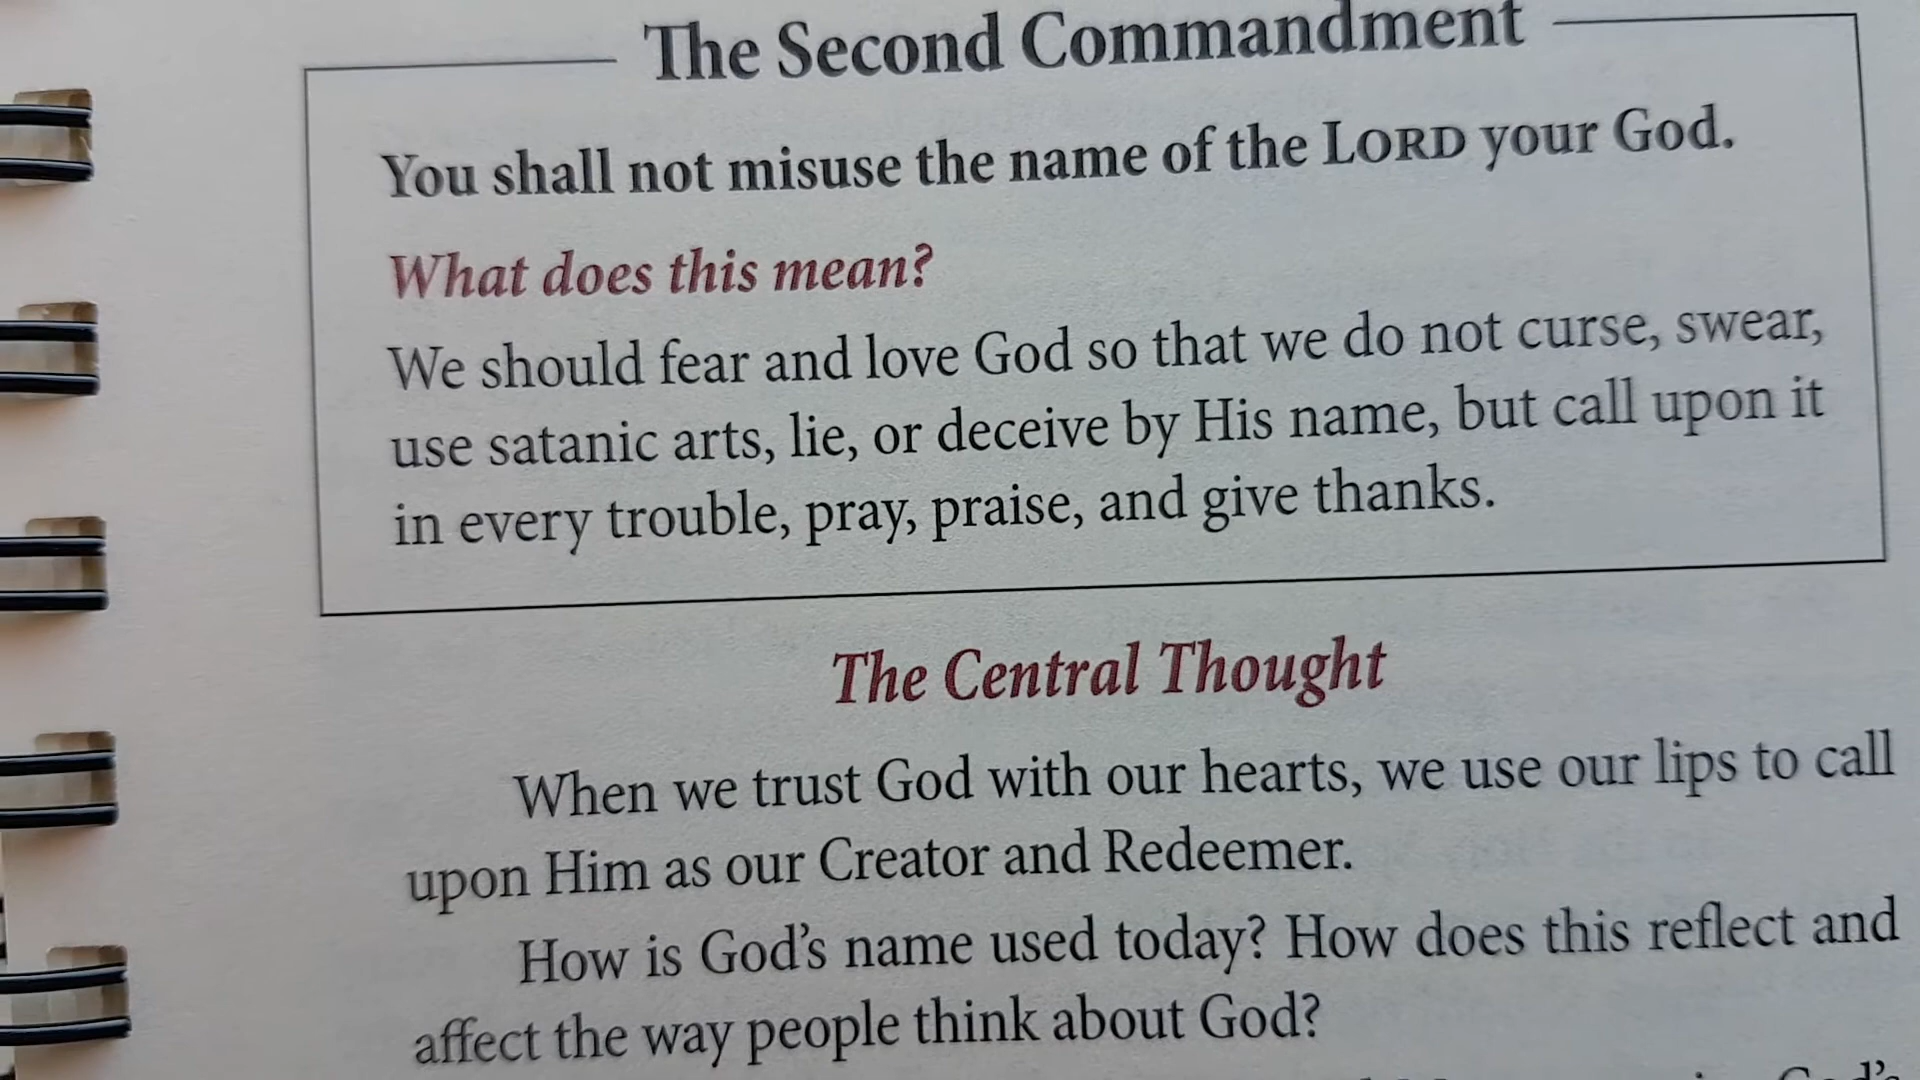 The Second Commandment
You shall not misuse the name of the LORD your God.
What does this mean?
We should fear and love God so that we do not curse, swear,
use satanic arts, lie, or deceive by His name, but call upon it
in every trouble, pray, praise, and give thanks.
The Central Thought
When we trust God with our hearts, we use our lips to call
upon Him as our Creator and Redeemer.
How is God’s name used today? How does this reflect and
affect the way people think about God?